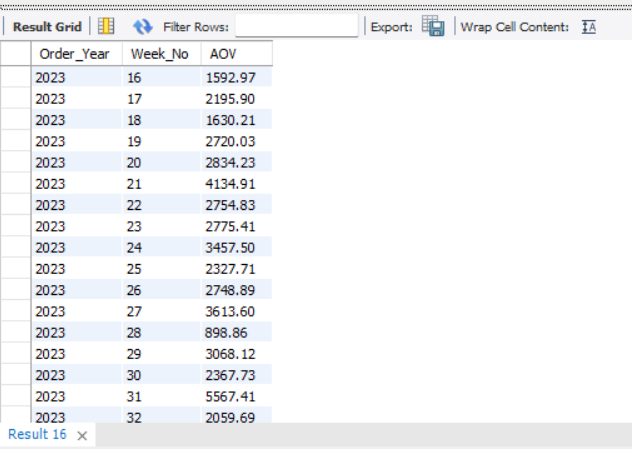 Result Grid Filter Rows: Export: Wrap Cell Content: IA
Order_Year Week_No AOV
2023 16 1592.97
2023 17 2195.90
2023 18 1630.21
2023 19 2720.03
2023 20 2834.23
2023 21 4134.91
2023 22 2754.83
2023 23 2775.41
2023 24 3457.50
2023 25 2327.71
2023 26 2748.89
2023 27 3613.60
2023 28 898.86
2023 29 3068.12
2023 30 2367.73
2023 31 5567.41
2023 32 2059.69
Result 16 ×